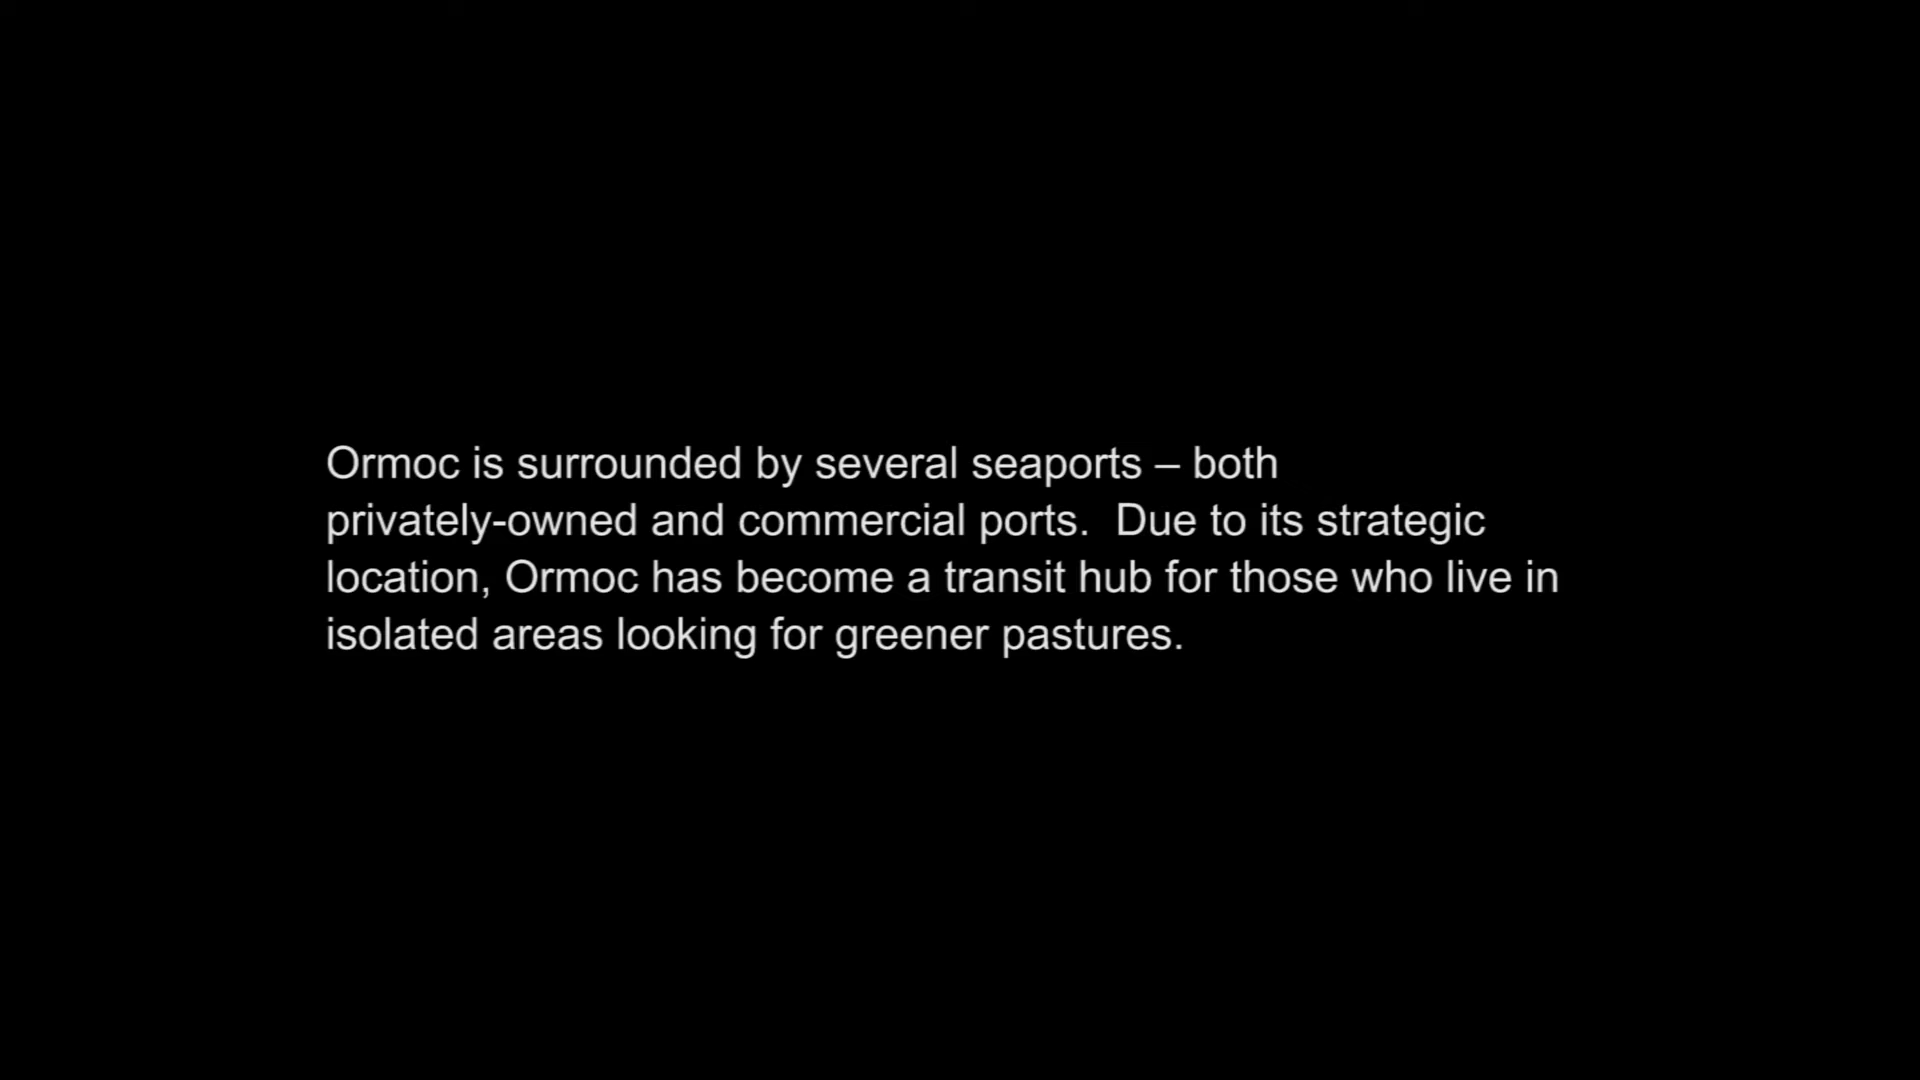 Ormoc is surrounded by several seaports – both
privately-owned and commercial ports.  Due to its strategic
location, Ormoc has become a transit hub for those who live in
isolated areas looking for greener pastures.